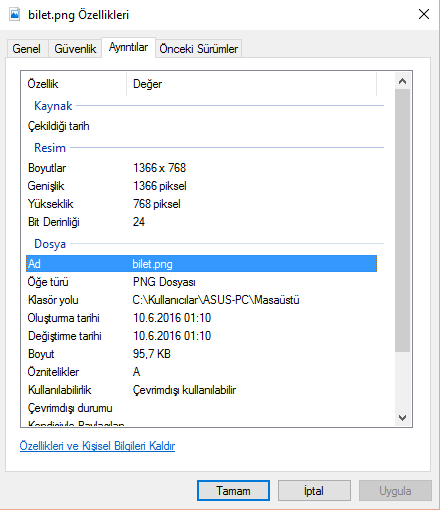 bilet.png Özellikleri
Genel Güvenlik Ayrıntılar Önceki Sürümler
Özellik Değer
Kaynak
Çekildiği tarih
Resim
Boyutlar 1366 x 768
Genişlik 1366 piksel
Yükseklik 768 piksel
Bit Derinliği 24
Dosya
Ad bilet.png
Öğe türü PNG Dosyası
Klasör yolu C:\Kullanıcılar\ASUS-PC\Masaüstü
Oluşturma tarihi 10.6.2016 01:10
Değiştirme tarihi 10.6.2016 01:10
Boyut 95,7 KB
Öznitelikler A
Kullanılabilirlik Çevrimdışı kullanılabilir
Çevrimdışı durumu
Özellikleri ve Kişisel Bilgileri Kaldır
Tamam İptal Uygula